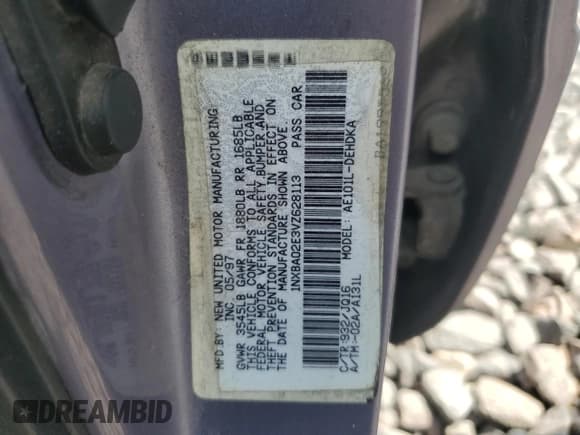 MFD.BY: NEW UNITED MOTOR MANUFACTURING
INC. 05/97
GVWR 3545LB GAWR FR 1880LB RR 1685LB
THIS VEHICLE CONFORMS TO ALL APPLICABLE
FEDERAL MOTOR VEHICLE SAFETY,BUMPER,AND
THEFT PREVENTION STANDARDS IN EFFECT ON
THE DATE OF MANUFACTURE SHOWN ABOVE.
1NXBA02E3VZ628113 PASS CAR
MODEL: AE101L-DEHDKA
C/TR:932/JQ16
A/TM:-02A/A131L
DREAMBID